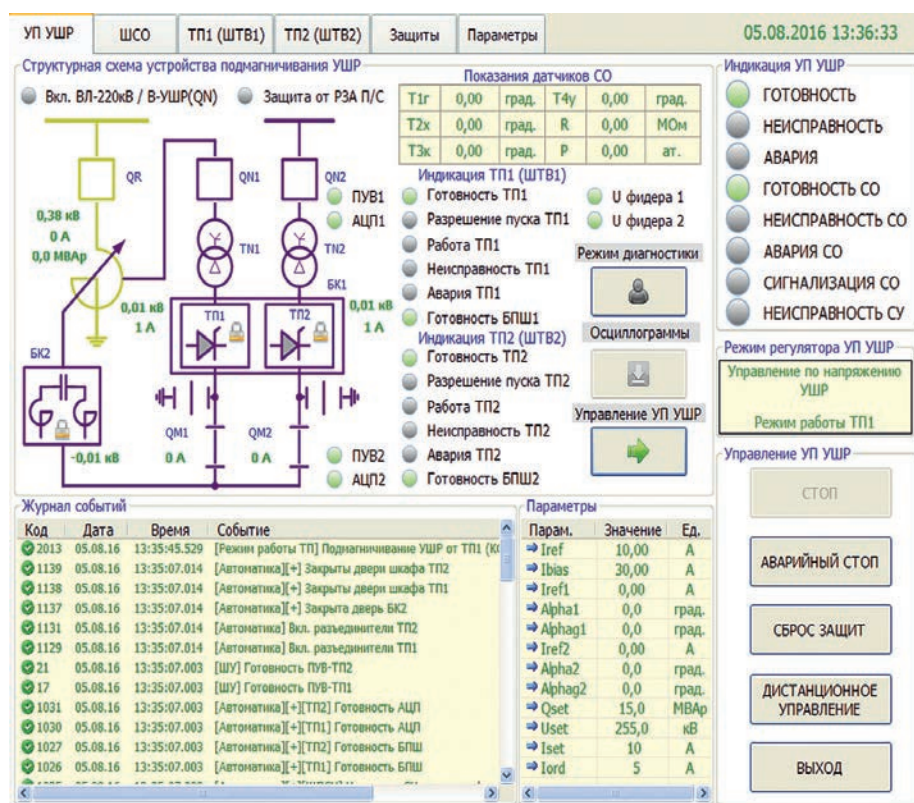 УП УШР ШСО ТП1 (ШТВ1) ТП2 (ШТВ2) Защиты Параметры 05.08.2016 13:36:33
Структурная схема устройства подмагничивания УШР
Вкл. ВЛ-220кВ / В-УШР(QN) Защита от РЗА П/С
QR
QN1
QN2
ПУВ1
АЦП1
0,38 кВ
0 А
0,0 МВАр
TN1
TN2
БК1
0,01 кВ
1 А
ТП1
ТП2
0,01 кВ
1 А
БК2
QM1
QM2
-0,01 кВ
0 А
0 А
ПУВ2
АЦП2
Показания датчиков СО
Т1г 0,00 град. Т4у 0,00 град.
Т2х 0,00 град. R 0,00 МОм
Т3к 0,00 град. Р 0,00 ат.
Индикация ТП1 (ШТВ1)
Готовность ТП1
Разрешение пуска ТП1
Работа ТП1
Неисправность ТП1
Авария ТП1
Готовность БПШ1
U фидера 1
U фидера 2
Режим диагностики
Осциллограммы
Управление УП УШР
Индикация ТП2 (ШТВ2)
Готовность ТП2
Разрешение пуска ТП2
Работа ТП2
Неисправность ТП2
Авария ТП2
Готовность БПШ2
Индикация УП УШР
ГОТОВНОСТЬ
НЕИСПРАВНОСТЬ
АВАРИЯ
ГОТОВНОСТЬ СО
НЕИСПРАВНОСТЬ СО
АВАРИЯ СО
СИГНАЛИЗАЦИЯ СО
НЕИСПРАВНОСТЬ СУ
Режим регулятора УП УШР
Управление по напряжению
УШР
Режим работы ТП1
Управление УП УШР
СТОП
АВАРИЙНЫЙ СТОП
СБРОС ЗАЩИТ
ДИСТАНЦИОННОЕ
УПРАВЛЕНИЕ
ВЫХОД
Журнал событий
Код Дата Время Событие
2013 05.08.16 13:35:45.529 [Режим работы ТП] Подмагничивание УШР от ТП1 (К
1139 05.08.16 13:35:07.014 [Автоматика][+] Закрыты двери шкафа ТП2
1138 05.08.16 13:35:07.014 [Автоматика][+] Закрыты двери шкафа ТП1
1137 05.08.16 13:35:07.014 [Автоматика][+] Закрыта дверь БК2
1131 05.08.16 13:35:07.014 [Автоматика] Вкл. разъединители ТП2
1129 05.08.16 13:35:07.014 [Автоматика] Вкл. разъединители ТП1
21 05.08.16 13:35:07.003 [ШУ] Готовность ПУВ-ТП2
17 05.08.16 13:35:07.003 [ШУ] Готовность ПУВ-ТП1
1031 05.08.16 13:35:07.003 [Автоматика][+][ТП2] Готовность АЦП
1030 05.08.16 13:35:07.003 [Автоматика][+][ТП1] Готовность АЦП
1027 05.08.16 13:35:07.003 [Автоматика][+][ТП2] Готовность БПШ
1026 05.08.16 13:35:07.003 [Автоматика][+][ТП1] Готовность БПШ
Параметры
Парам. Значение Ед.
Iref 10,00 А
Ibias 30,00 А
Iref1 0,00 А
Alpha1 0,0 град.
Alphag1 0,0 град.
Iref2 0,00 А
Alpha2 0,0 град.
Alphag2 0,0 град.
Qset 15,0 МВАр
Uset 255,0 кВ
Iset 10 А
Iord 5 А